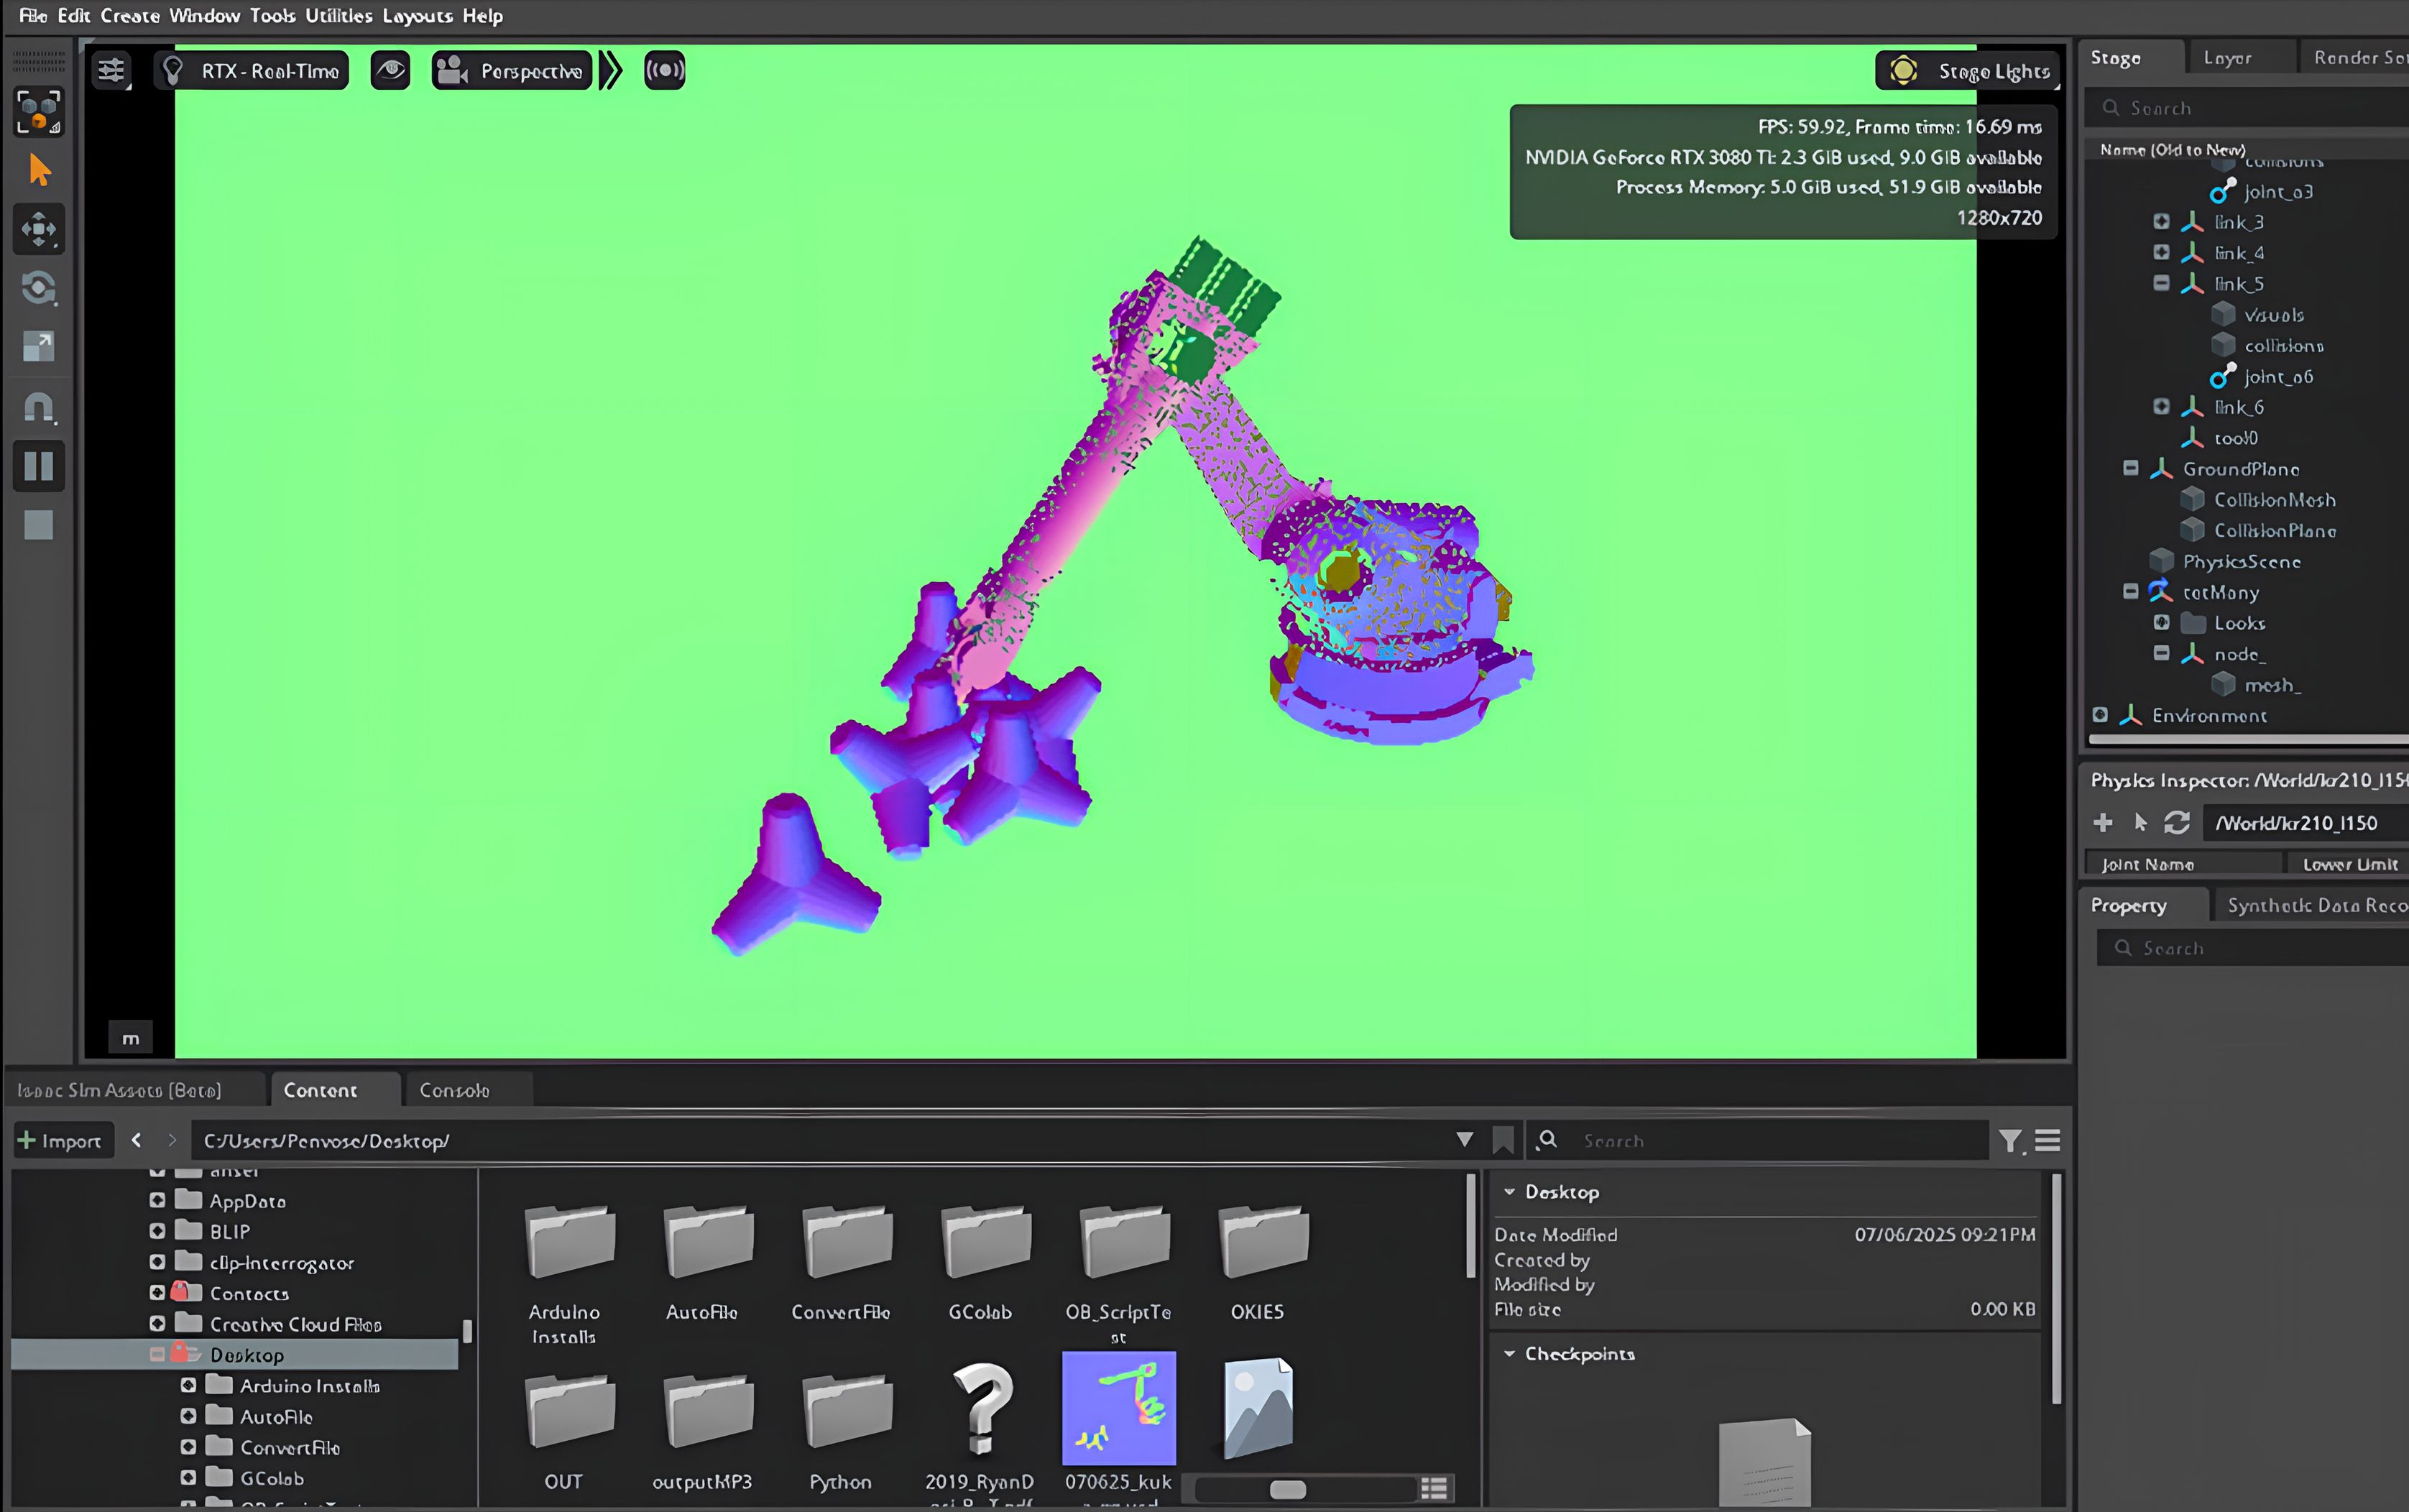 File Edit Create Window Tools Utilities Layouts Help
RTX - Real-Time
Perspective
Stage Lights
FPS: 59.92, Frame time: 16.69 ms
NVIDIA GeForce RTX 3080 Ti: 2.3 GiB used, 9.0 GiB available
Process Memory: 5.0 GiB used, 51.9 GiB available
1280x720
m
Stage
Layer
Render Set
Search
Name (Old to New)
collisions
joint_a3
link_3
link_4
link_5
visuals
collisions
joint_a6
link_6
tool0
GroundPlane
CollisionMesh
CollisionPlane
PhysicsScene
tetMany
Looks
node_
mesh_
Environment
Physics Inspector: /World/kr210_l15
/World/kr210_l150
Joint Name
Lower Limit
Property
Synthetic Data Reco
Search
Isaac Sim Assets [Beta]
Content
Console
Import
C:/Users/Penvose/Desktop/
Search
ansel
AppData
BLIP
clip-interrogator
Contacts
Creative Cloud Files
Desktop
Arduino Installs
AutoFile
ConvertFile
GColab
Arduino
Installs
AutoFile
ConvertFile
GColab
OB_ScriptTe
st
OKIE5
OUT
outputMP3
Python
2019_RyanD
070625_kuk
Desktop
Date Modified
07/06/2025 09:21PM
Created by
Modified by
File size
0.00 KB
Checkpoints